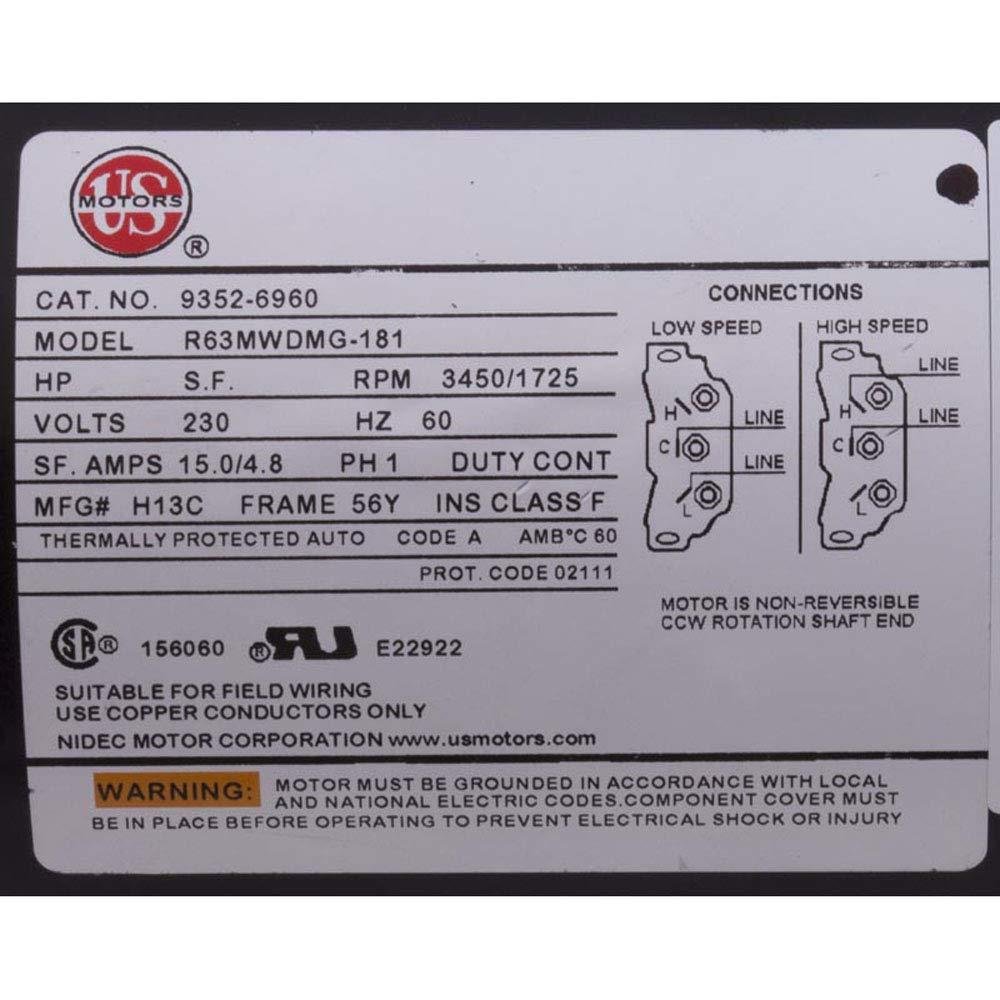 US
MOTORS
®
CAT. NO. 9352-6960
MODEL R63MWDMG-181
HP S.F. RPM 3450/1725
VOLTS 230 HZ 60
SF. AMPS 15.0/4.8 PH 1 DUTY CONT
MFG# H13C FRAME 56Y INS CLASS F
THERMALLY PROTECTED AUTO CODE A AMB°C 60
PROT. CODE 02111
CONNECTIONS
LOW SPEED
H
C LINE
L LINE
HIGH SPEED
LINE
H
C LINE
L
MOTOR IS NON-REVERSIBLE
CCW ROTATION SHAFT END
SA ® 156060 ® RU E22922
SUITABLE FOR FIELD WIRING
USE COPPER CONDUCTORS ONLY
NIDEC MOTOR CORPORATION www.usmotors.com
WARNING: MOTOR MUST BE GROUNDED IN ACCORDANCE WITH LOCAL
AND NATIONAL ELECTRIC CODES.COMPONENT COVER MUST
BE IN PLACE BEFORE OPERATING TO PREVENT ELECTRICAL SHOCK OR INJURY